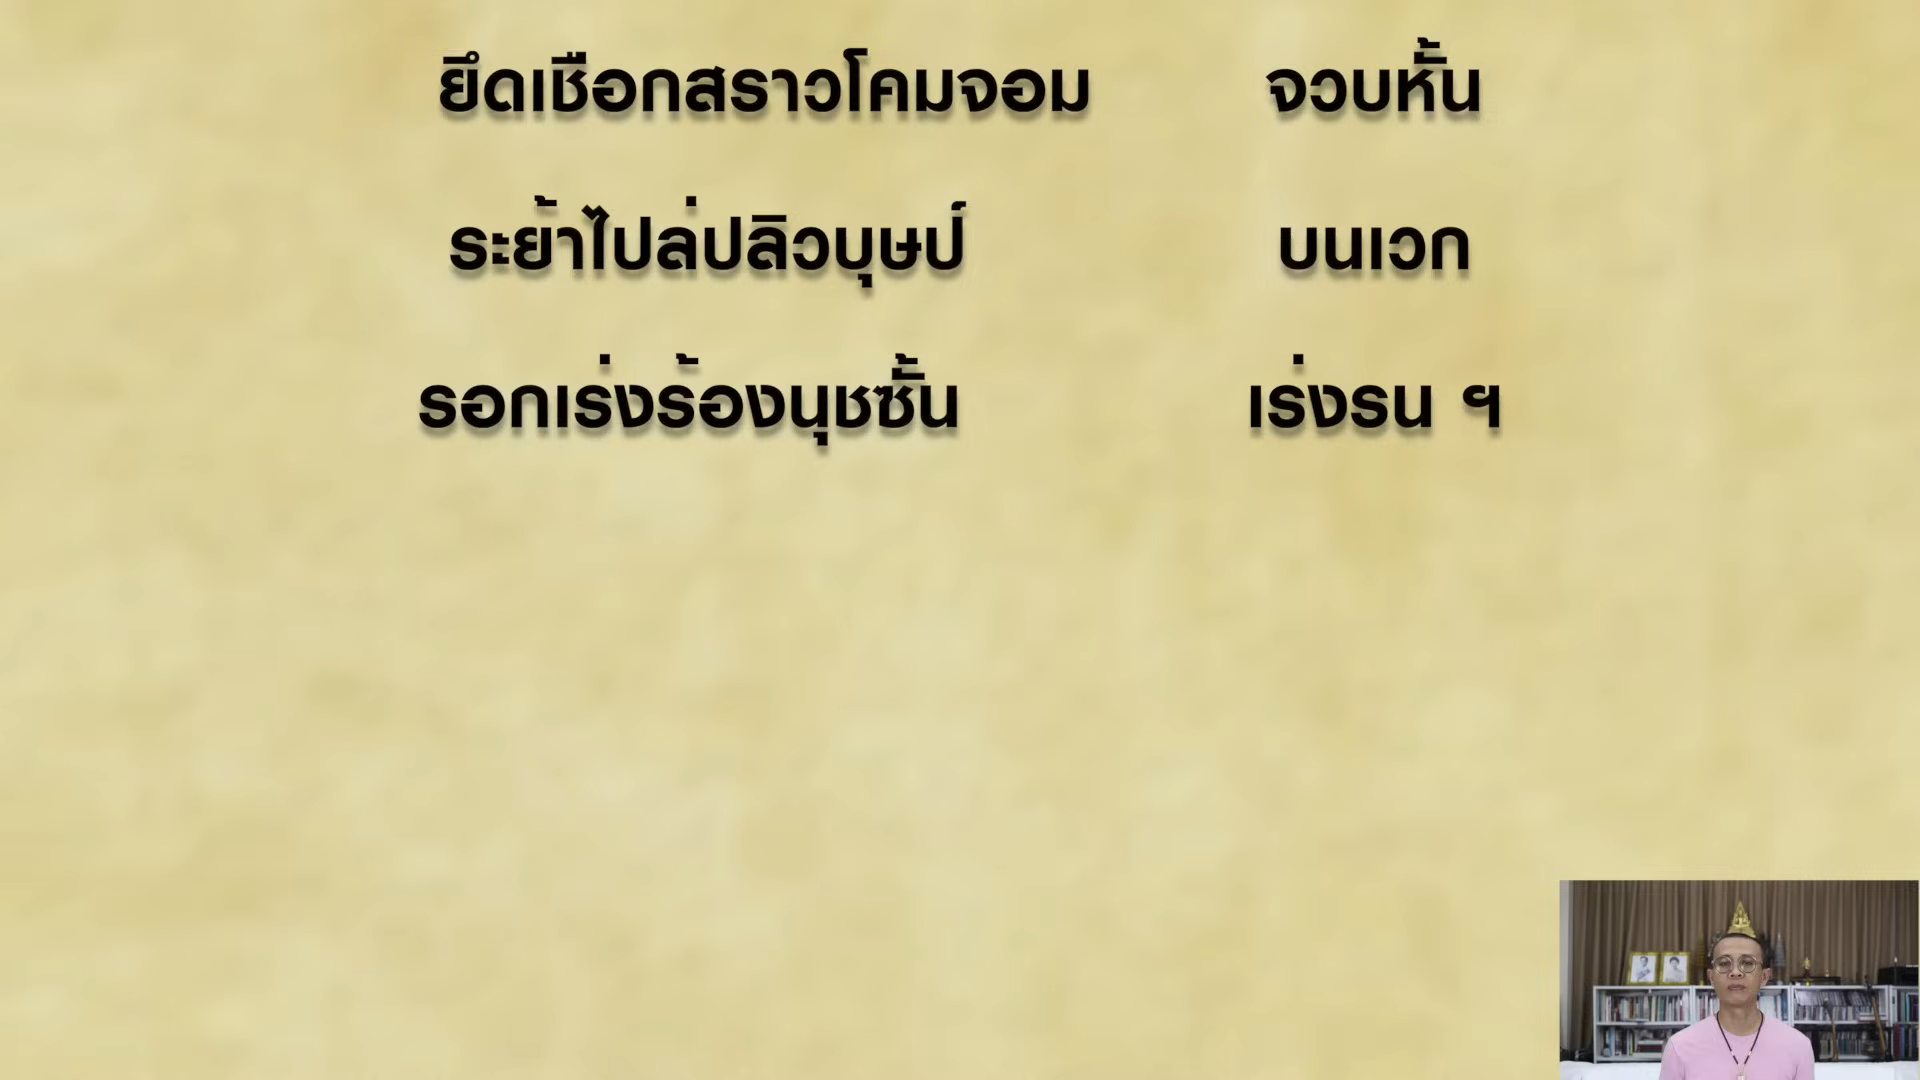 ยึดเชือกสราวโคมจอม จวบหั้น
ระย้าไปล่ปลิวบุษป์ บนเวก
รอกเร่งร้องนุชซั้น เร่งรน ฯ